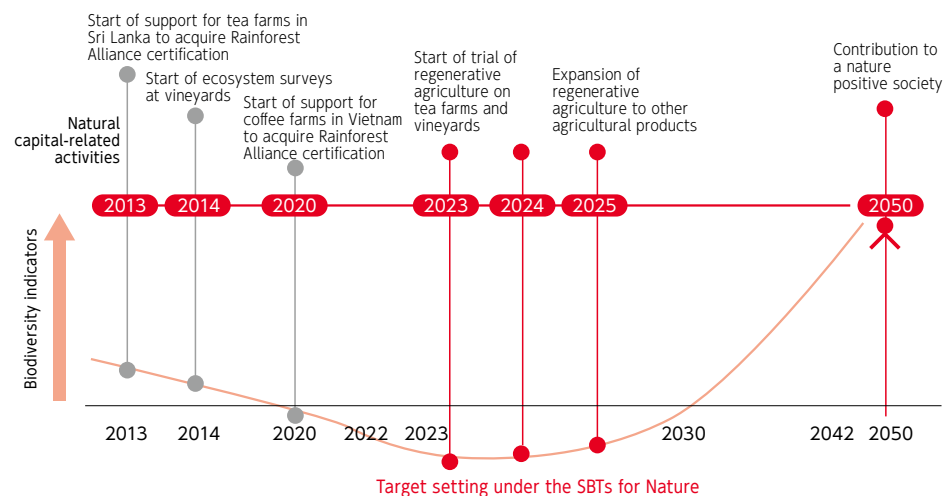 Start of support for tea farms in
Sri Lanka to acquire Rainforest
Alliance certification
Start of ecosystem surveys
at vineyards
Start of support for
coffee farms in Vietnam
to acquire Rainforest
Alliance certification
Start of trial of
regenerative
agriculture on
tea farms and
vineyards
Expansion of
regenerative
agriculture to other
agricultural products
Contribution to
a nature
positive society
Natural
capital-related
activities
2013 2014 2020 2023 2024 2025 2050
Biodiversity indicators
2013 2014 2020 2022 2023 2030 2042 2050
Target setting under the SBTs for Nature